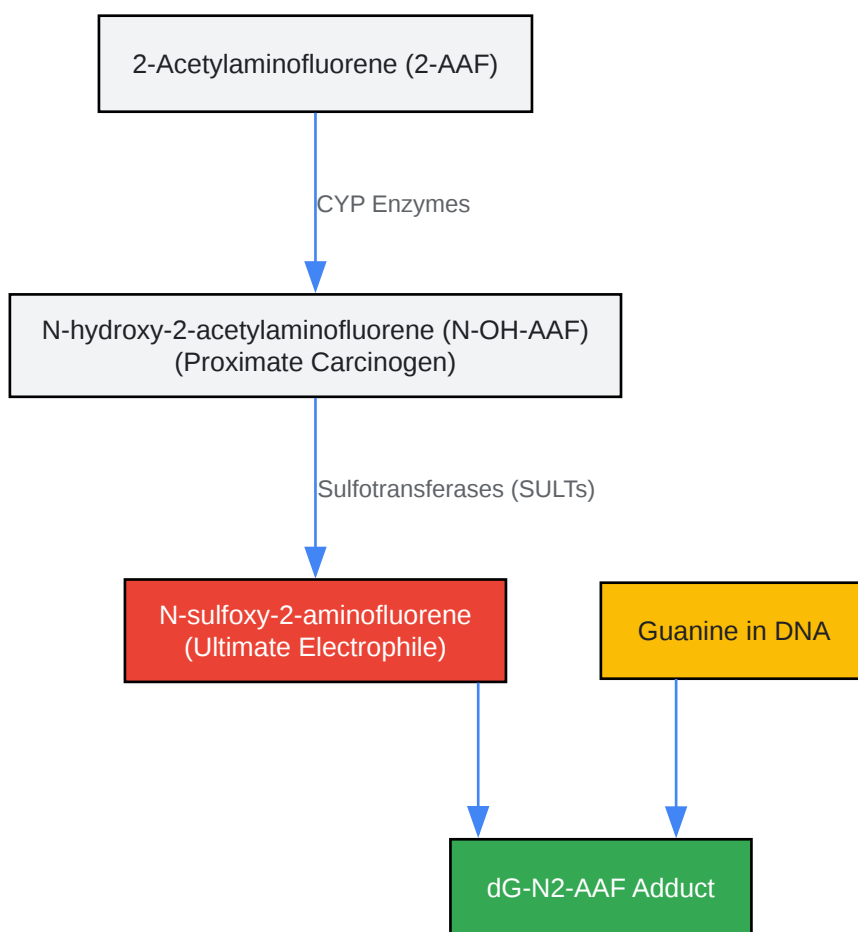 2-Acetylaminofluorene (2-AAF)
CYP Enzymes
N-hydroxy-2-acetylaminofluorene (N-OH-AAF)
(Proximate Carcinogen)
Sulfotransferases (SULTs)
N-sulfoxy-2-aminofluorene
(Ultimate Electrophile)
Guanine in DNA
dG-N2-AAF Adduct